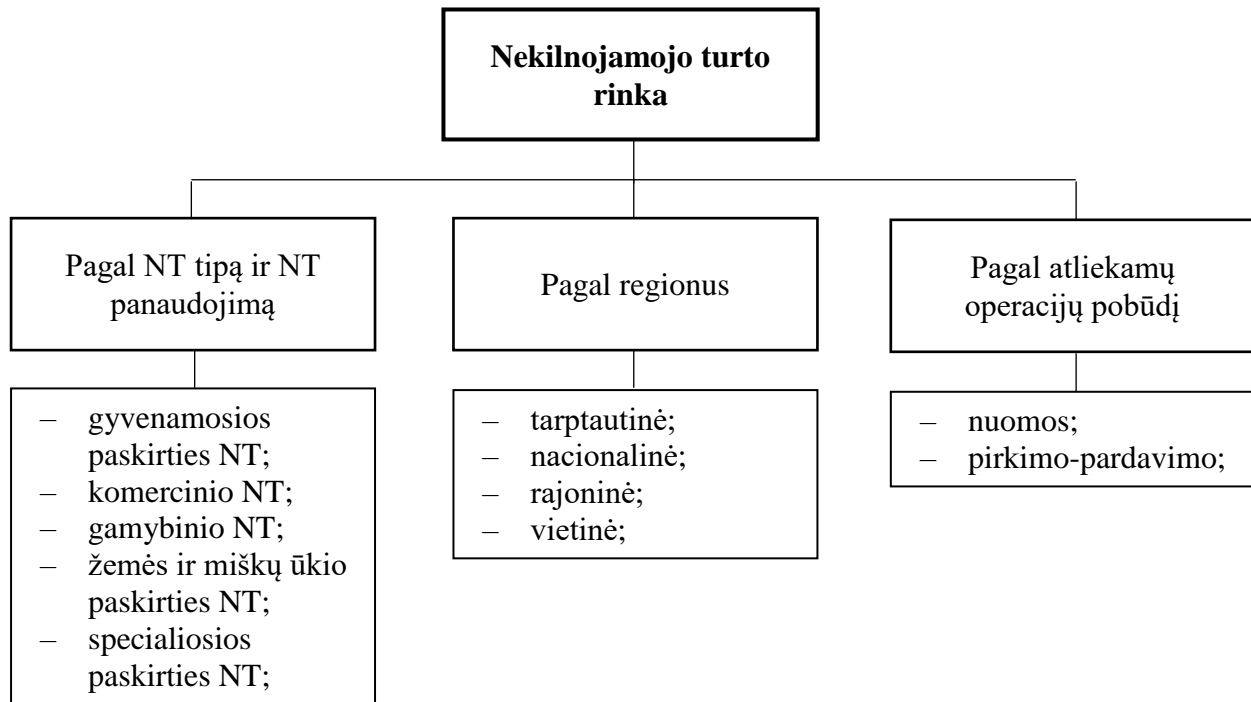 Nekilnojamojo turto
rinka
Pagal NT tipą ir NT
panaudojimą
Pagal regionus
Pagal atliekamų
operacijų pobūdį
– gyvenamosios
paskirties NT;
– komercinio NT;
– gamybinio NT;
– žemės ir miškų ūkio
paskirties NT;
– specialiosios
paskirties NT;
– tarptautinė;
– nacionalinė;
– rajoninė;
– vietinė;
– nuomos;
– pirkimo-pardavimo;